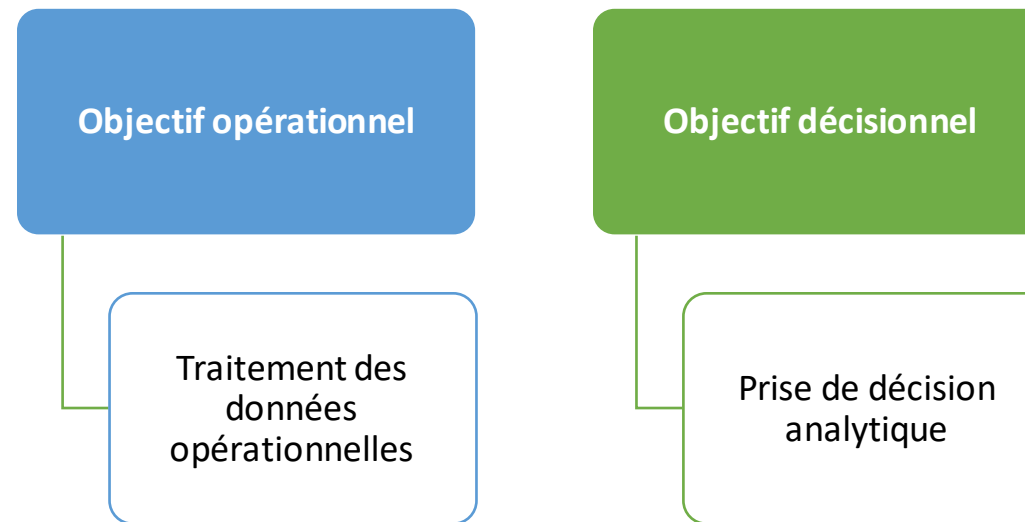 Objectif opérationnel
Traitement des
données
opérationnelles
Objectif décisionnel
Prise de décision
analytique